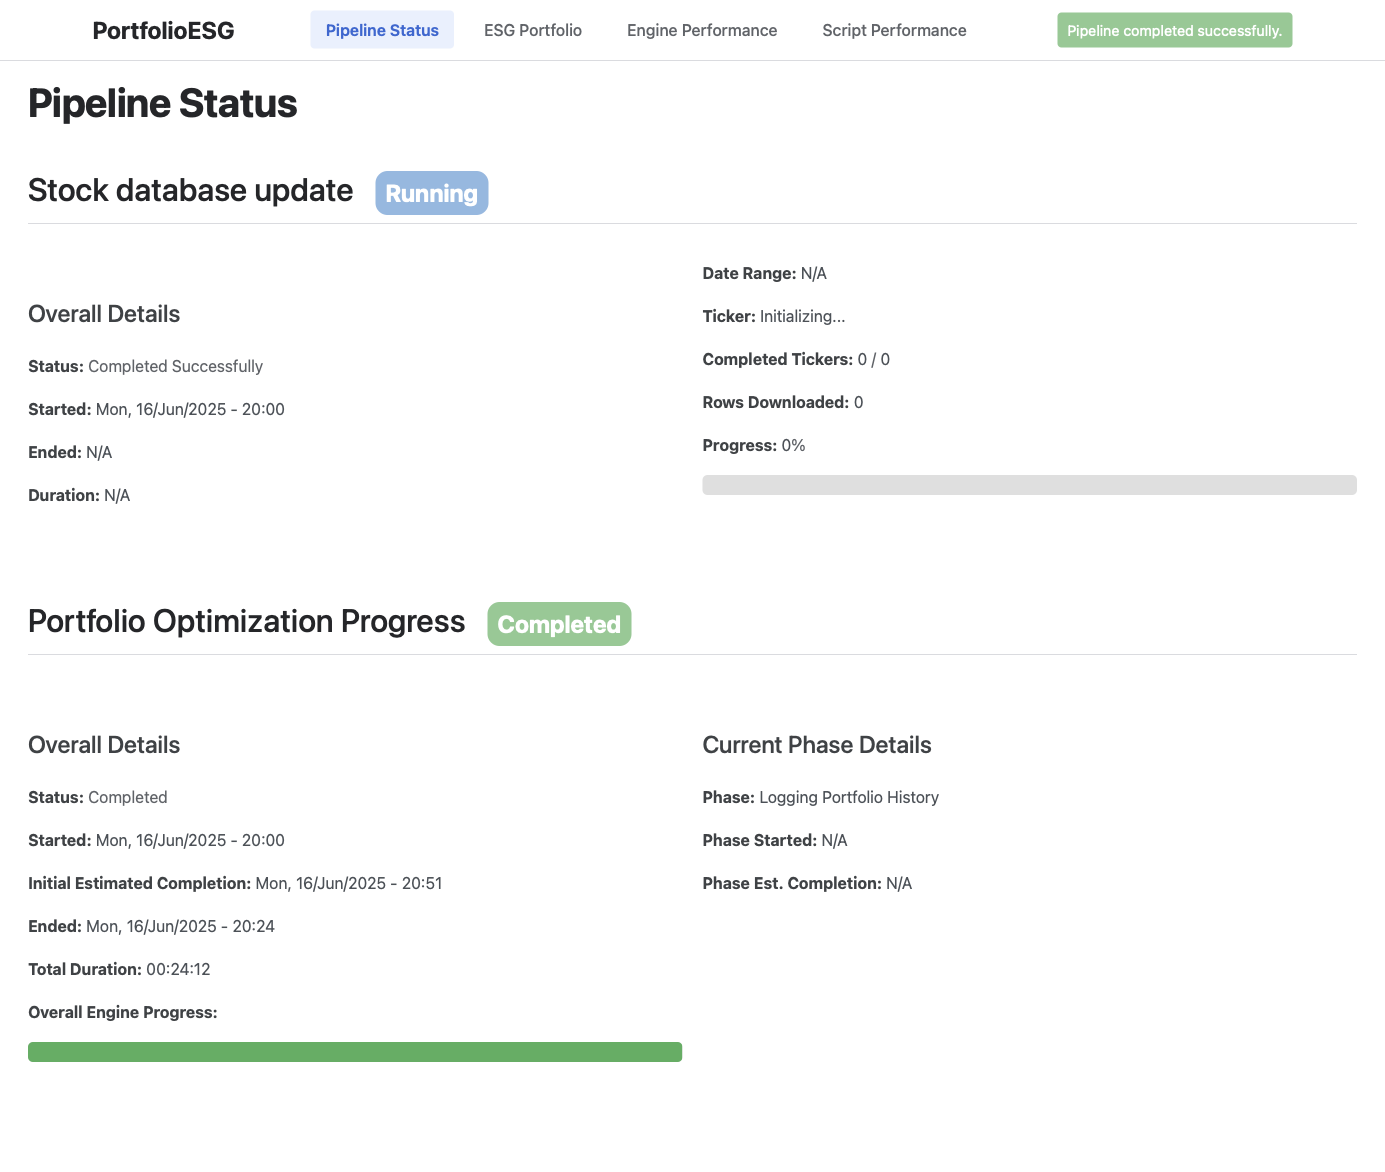 PortfolioESG
Pipeline Status
ESG Portfolio
Engine Performance
Script Performance
Pipeline completed successfully.
Pipeline Status
Stock database update
Running
Overall Details
Status: Completed Successfully
Started: Mon, 16/Jun/2025 - 20:00
Ended: N/A
Duration: N/A
Date Range: N/A
Ticker: Initializing...
Completed Tickers: 0 / 0
Rows Downloaded: 0
Progress: 0%
Portfolio Optimization Progress
Completed
Overall Details
Status: Completed
Started: Mon, 16/Jun/2025 - 20:00
Initial Estimated Completion: Mon, 16/Jun/2025 - 20:51
Ended: Mon, 16/Jun/2025 - 20:24
Total Duration: 00:24:12
Overall Engine Progress:
Current Phase Details
Phase: Logging Portfolio History
Phase Started: N/A
Phase Est. Completion: N/A